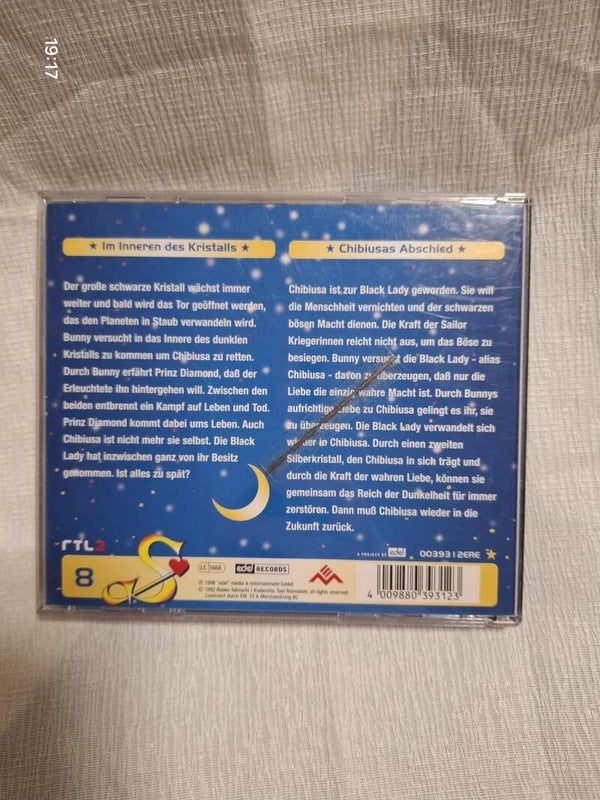 19:17
★ Im Inneren des Kristalls ★
Der große schwarze Kristall wächst immer
weiter und bald wird das Tor geöffnet werden,
das den Planeten in Staub verwandeln wird.
Bunny versucht in das Innere des dunklen
Kristalls zu kommen um Chibiusa zu retten.
Durch Bunny erfährt Prinz Diamond, daß der
Erleuchtete ihn hintergehen will. Zwischen den
beiden entbrennt ein Kampf auf Leben und Tod.
Prinz Diamond kommt dabei ums Leben. Auch
Chibiusa ist nicht mehr sie selbst. Die Black
Lady hat inzwischen ganz von ihr Besitz
genommen. Ist alles zu spät?
★ Chibiusas Abschied ★
Chibiusa ist zur Black Lady geworden. Sie will
die Menschheit vernichten und der schwarzen
bösen Macht dienen. Die Kraft der Sailor
Kriegerinnen reicht nicht aus, um das Böse zu
besiegen. Bunny versucht die Black Lady - alias
Chibiusa - davon zu überzeugen, daß nur die
Liebe die einzig wahre Macht ist. Durch Bunnys
aufrichtige Liebe zu Chibiusa gelingt es ihr, sie
zu überzeugen. Die Black Lady verwandelt sich
wieder in Chibiusa. Durch einen zweiten
Silberkristall, den Chibiusa in sich trägt und
durch die Kraft der wahren Liebe, können sie
gemeinsam das Reich der Dunkelheit für immer
zerstören. Dann muß Chibiusa wieder in die
Zukunft zurück.
RTL2
A PROJECT OF edel 0039312ERE
8
S
LC 1666 edel RECORDS
℗ 1998 "edel" media & entertainment GmbH
© 1992 Naoko Takeuchi / Kodansha, Toei Animation, all rights reserved
Lizensiert durch EM. TV & Merchandising AG
4 009880 393123